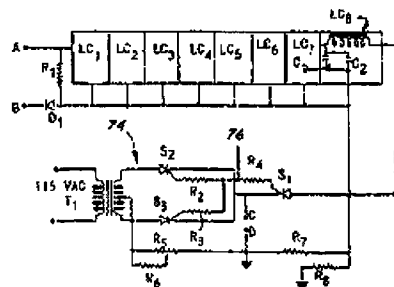 LC8
A
LC1 LC2 LC3 LC4 LC5 LC6 LC7
R1
C2
B
D1
74
76
S2
R4
S1
115 VAC
T1
R2
C
S3
D
R3
R5
R7
R6
R8